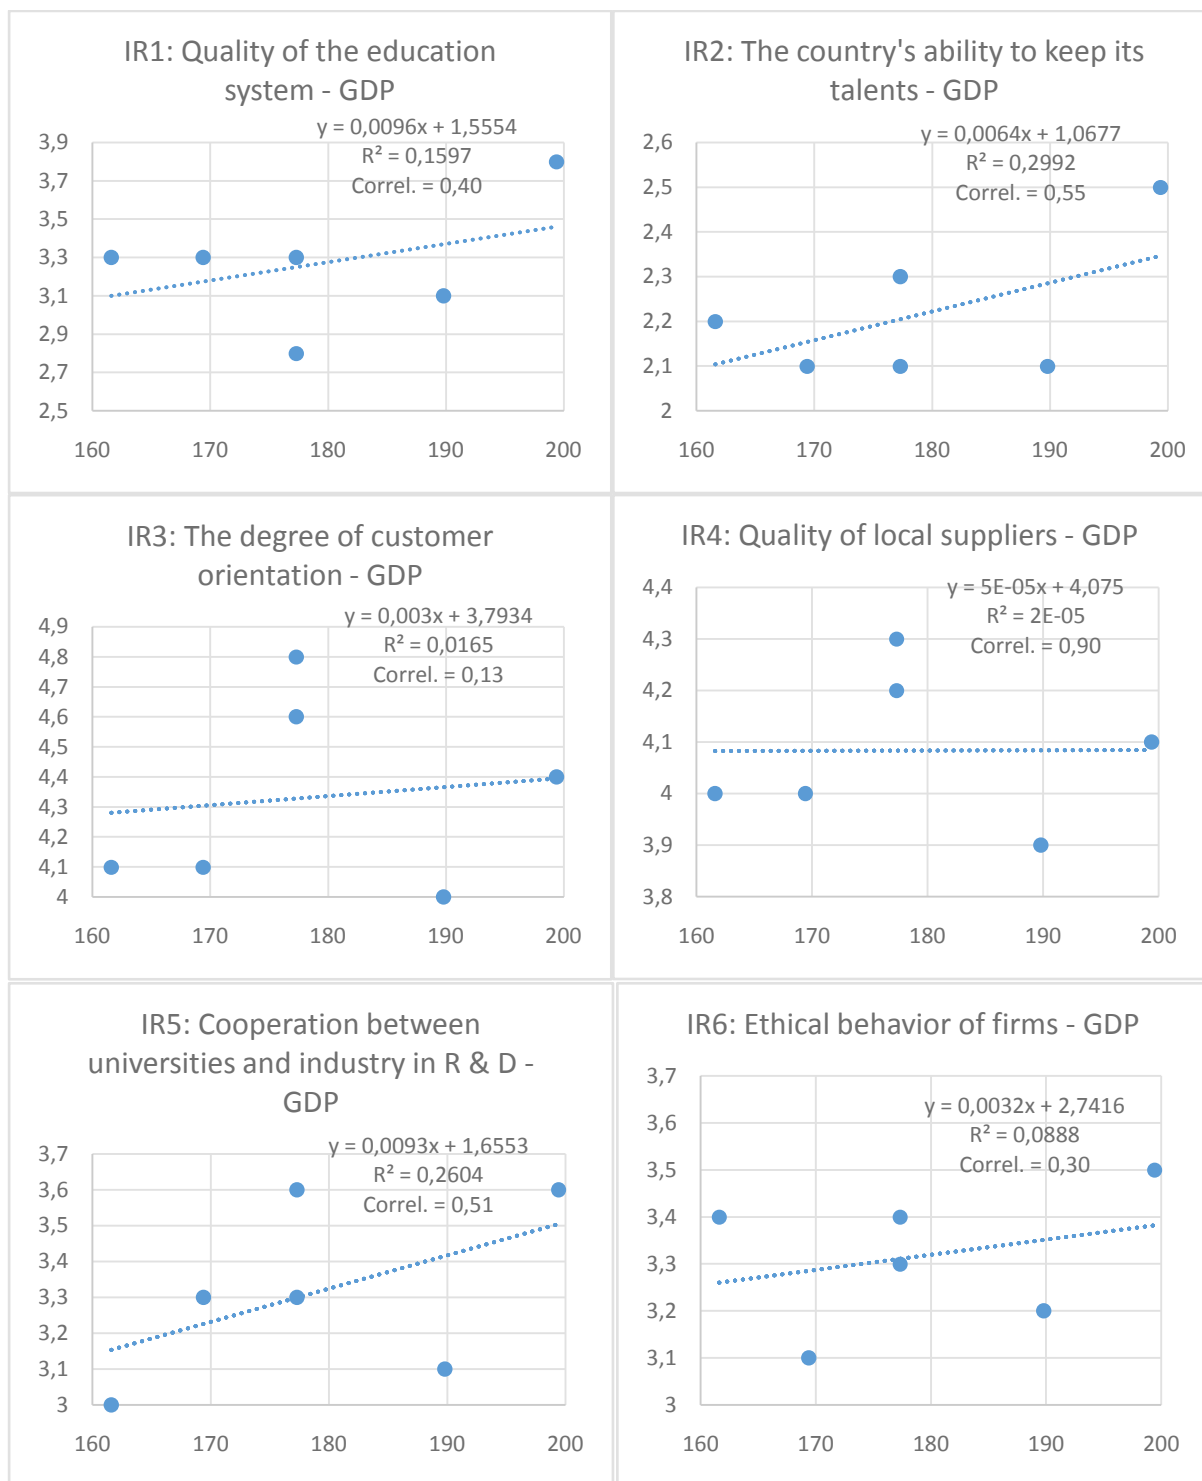 IR1: Quality of the education
system - GDP
y = 0,0096x + 1,5554
R² = 0,1597
Correl. = 0,40
3,9
3,7
3,5
3,3
3,1
2,9
2,7
2,5
160 170 180 190 200
IR2: The country's ability to keep its
talents - GDP
y = 0,0064x + 1,0677
R² = 0,2992
Correl. = 0,55
2,6
2,5
2,4
2,3
2,2
2,1
2
160 170 180 190 200
IR3: The degree of customer
orientation - GDP
y = 0,003x + 3,7934
R² = 0,0165
Correl. = 0,13
4,9
4,8
4,7
4,6
4,5
4,4
4,3
4,2
4,1
4
160 170 180 190 200
IR4: Quality of local suppliers - GDP
y = 5E-05x + 4,075
R² = 2E-05
Correl. = 0,90
4,4
4,3
4,2
4,1
4
3,9
3,8
160 170 180 190 200
IR5: Cooperation between
universities and industry in R & D -
GDP
y = 0,0093x + 1,6553
R² = 0,2604
Correl. = 0,51
3,7
3,6
3,5
3,4
3,3
3,2
3,1
3
160 170 180 190 200
IR6: Ethical behavior of firms - GDP
y = 0,0032x + 2,7416
R² = 0,0888
Correl. = 0,30
3,7
3,6
3,5
3,4
3,3
3,2
3,1
3
160 170 180 190 200